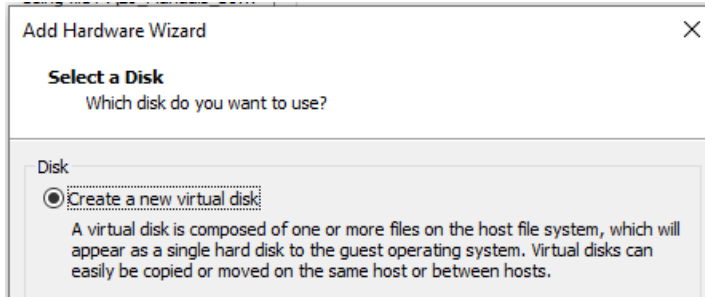 Add Hardware Wizard
Select a Disk
Which disk do you want to use?
Disk
Create a new virtual disk
A virtual disk is composed of one or more files on the host file system, which will
appear as a single hard disk to the guest operating system. Virtual disks can
easily be copied or moved on the same host or between hosts.